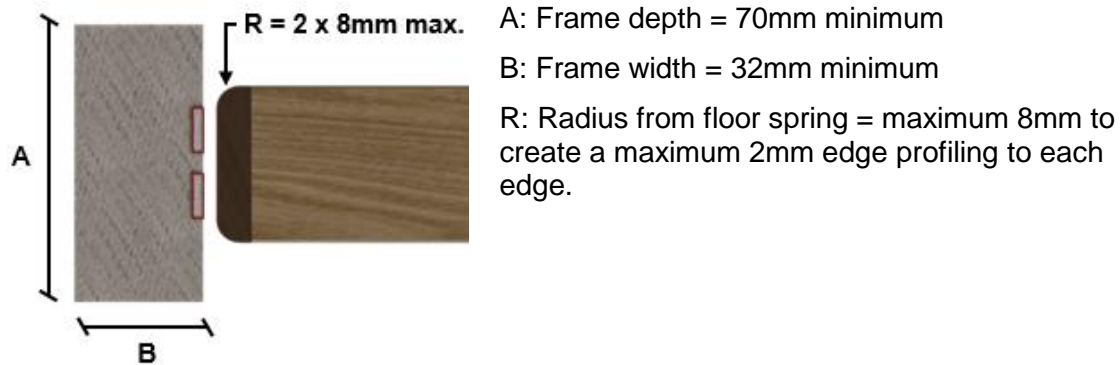 R = 2 x 8mm max.
A
B
A: Frame depth = 70mm minimum
B: Frame width = 32mm minimum
R: Radius from floor spring = maximum 8mm to
create a maximum 2mm edge profiling to each
edge.